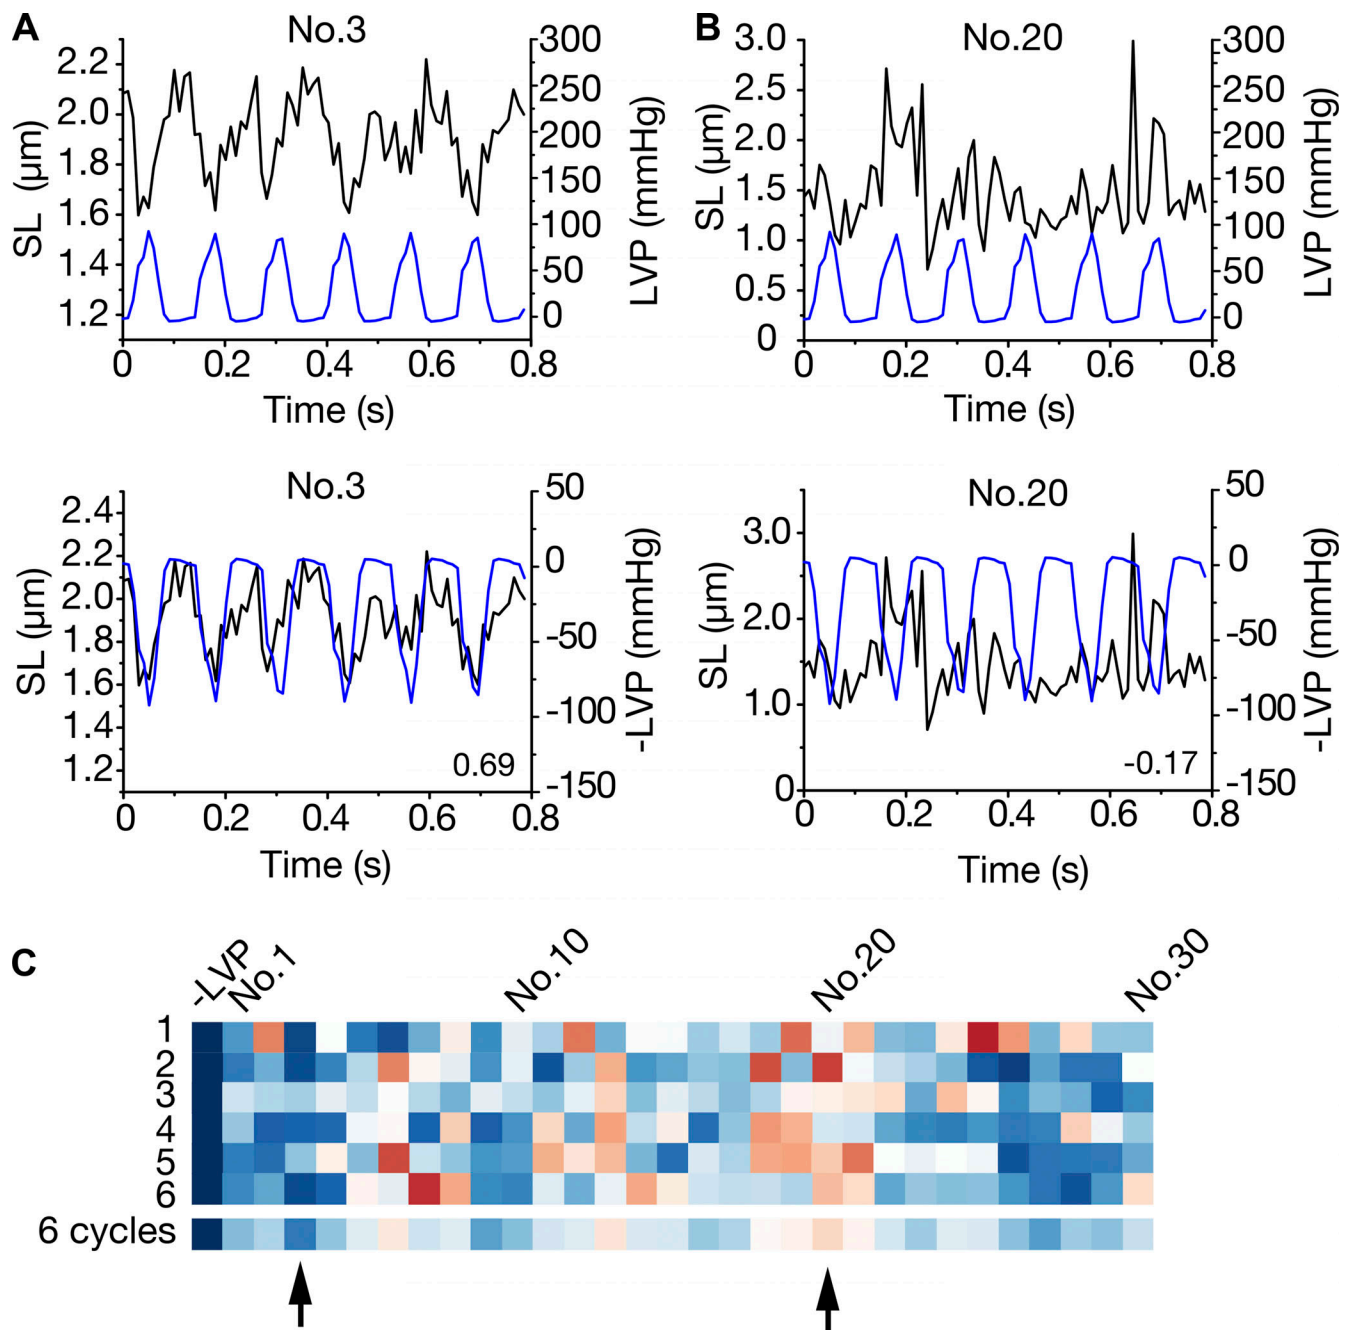 A
No.3
SL (μm)
2.2
2.0
1.8
1.6
1.4
1.2
300
250
200
150
100
50
0
LVP (mmHg)
0 0.2 0.4 0.6 0.8
Time (s)
B
No.20
SL (μm)
3.0
2.5
2.0
1.5
1.0
0.5
0
300
250
200
150
100
50
0
LVP (mmHg)
0 0.2 0.4 0.6 0.8
Time (s)
No.3
SL (μm)
2.4
2.2
2.0
1.8
1.6
1.4
1.2
50
0
-50
-100
-150
-LVP (mmHg)
0.69
0 0.2 0.4 0.6 0.8
Time (s)
No.20
SL (μm)
3.0
2.0
1.0
0
50
0
-50
-100
-150
-LVP (mmHg)
-0.17
0 0.2 0.4 0.6 0.8
Time (s)
C
-LVP No.1 No.10 No.20 No.30
1
2
3
4
5
6
6 cycles